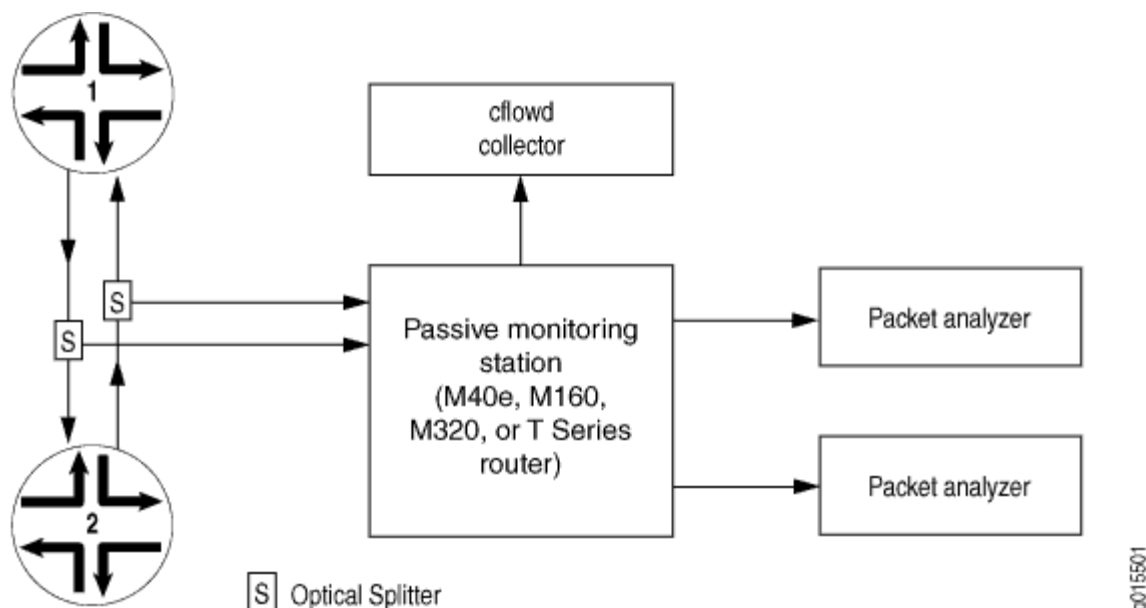 1
cflowd
collector
S
S
Passive monitoring
station
(M40e, M160,
M320, or T Series
router)
Packet analyzer
Packet analyzer
2
S Optical Splitter
g015501